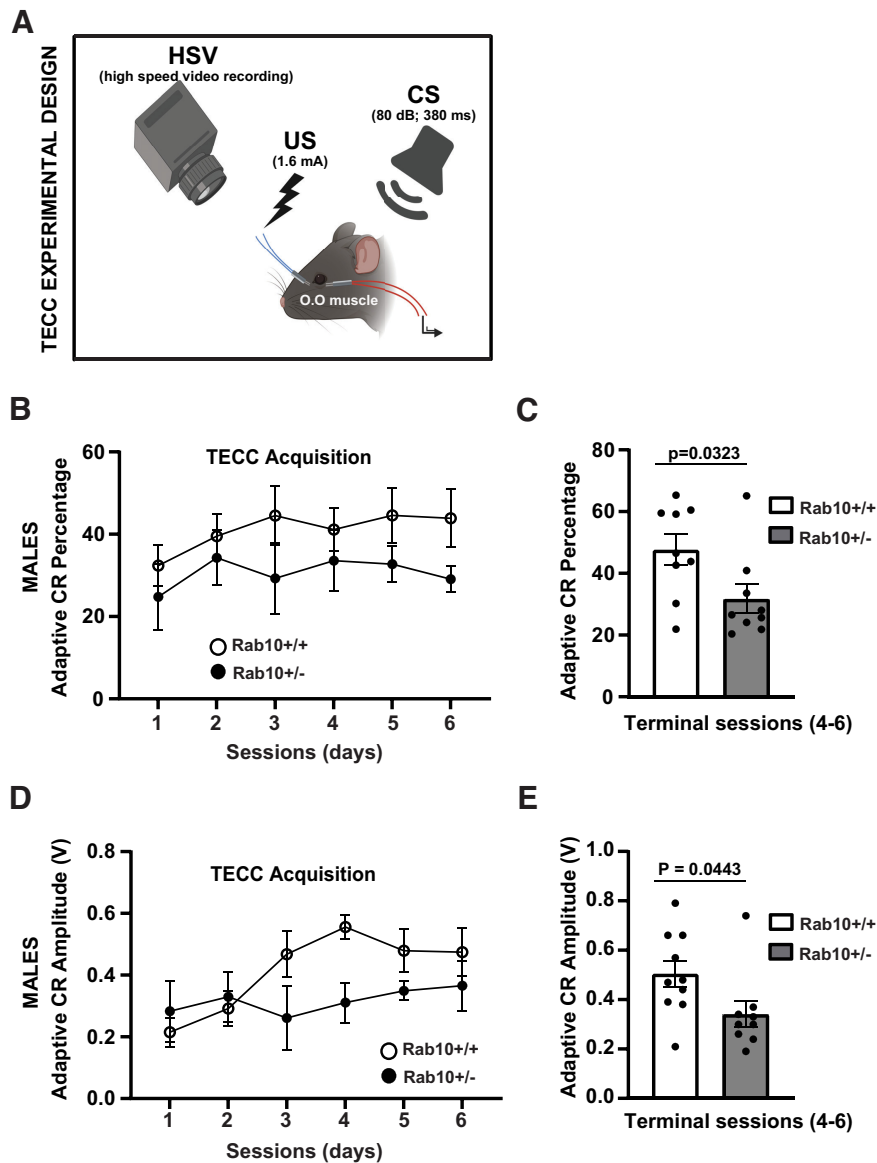 A
TECC EXPERIMENTAL DESIGN
HSV
(high speed video recording)
CS
(80 dB; 380 ms)
US
(1.6 mA)
O.O muscle
B
MALES
Adaptive CR Percentage
TECC Acquisition
60
40
20
0
Rab10+/+
Rab10+/-
1 2 3 4 5 6
Sessions (days)
C
Adaptive CR Percentage
80
60
40
20
0
p=0.0323
Rab10+/+
Rab10+/-
Terminal sessions (4-6)
D
MALES
Adaptive CR Amplitude (V)
TECC Acquisition
0.8
0.6
0.4
0.2
0.0
Rab10+/+
Rab10+/-
1 2 3 4 5 6
Sessions (days)
E
Adaptive CR Amplitude (V)
1.0
0.8
0.6
0.4
0.2
0.0
P = 0.0443
Rab10+/+
Rab10+/-
Terminal sessions (4-6)